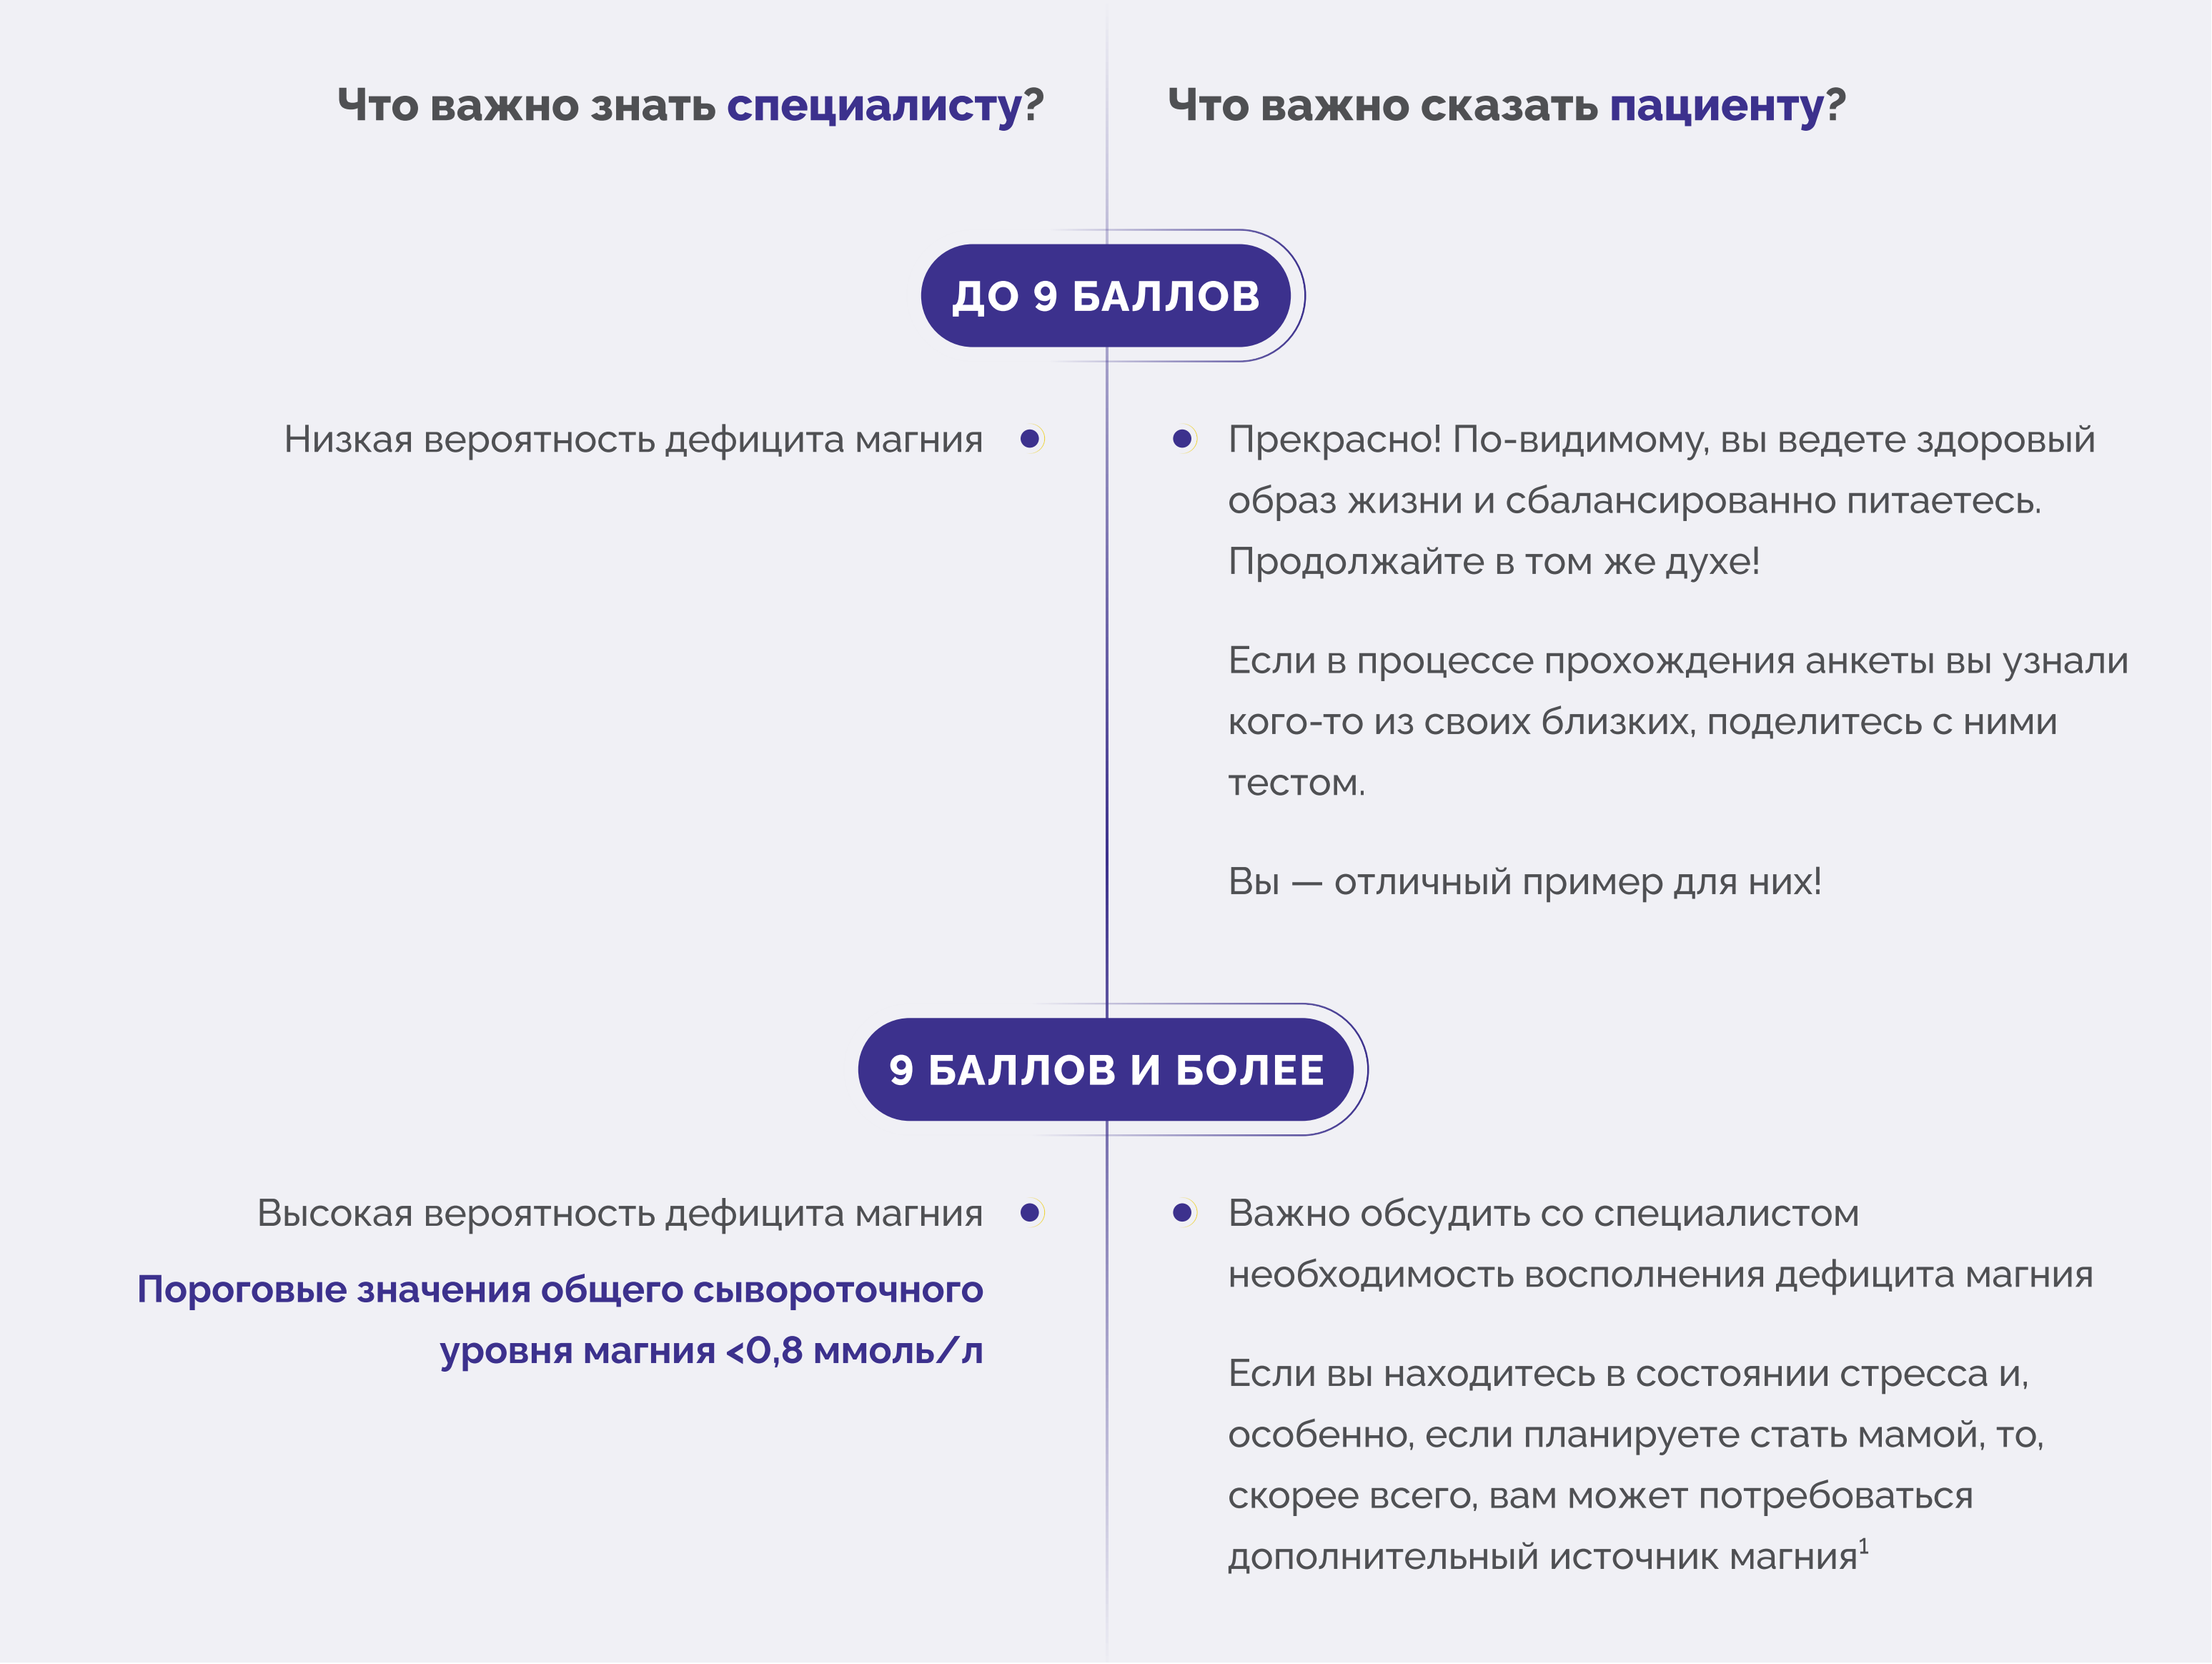 Что важно знать специалисту?
Что важно сказать пациенту?
ДО 9 БАЛЛОВ
Низкая вероятность дефицита магния
Прекрасно! По-видимому, вы ведете здоровый
образ жизни и сбалансированно питаетесь.
Продолжайте в том же духе!
Если в процессе прохождения анкеты вы узнали
кого-то из своих близких, поделитесь с ними
тестом.
Вы — отличный пример для них!
9 БАЛЛОВ И БОЛЕЕ
Высокая вероятность дефицита магния
Пороговые значения общего сывороточного
уровня магния <0,8 ммоль/л
Важно обсудить со специалистом
необходимость восполнения дефицита магния
Если вы находитесь в состоянии стресса и,
особенно, если планируете стать мамой, то,
скорее всего, вам может потребоваться
дополнительный источник магния¹